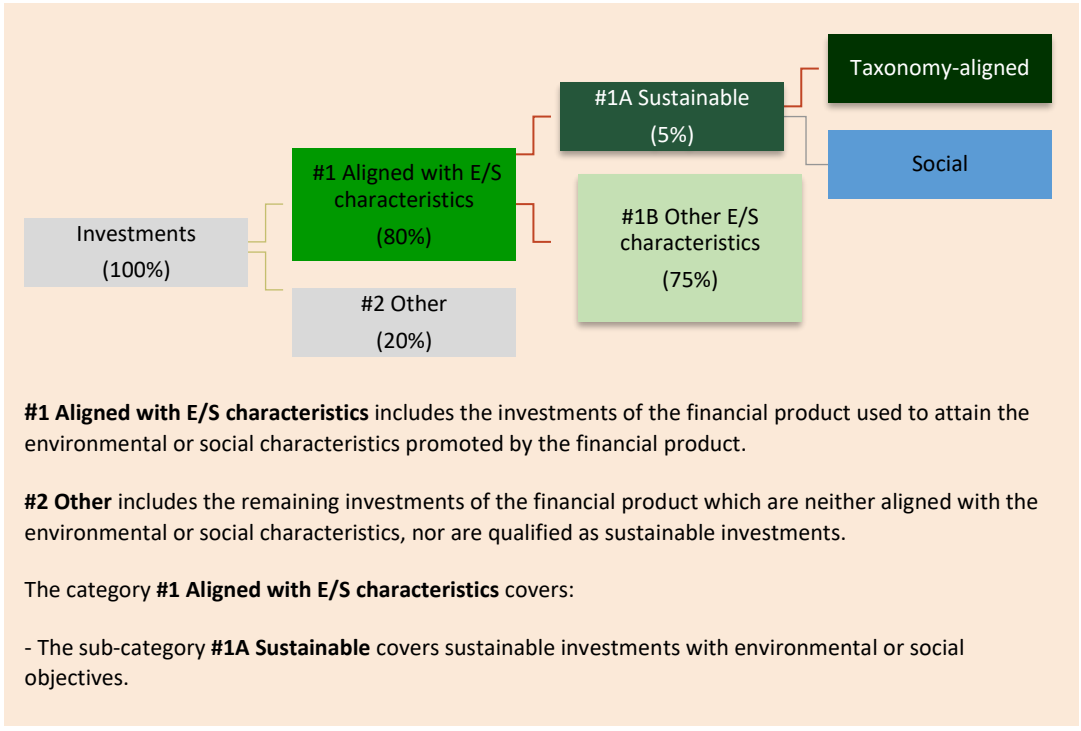 Taxonomy-aligned
#1A Sustainable
(5%)
Social
#1 Aligned with E/S
characteristics
(80%)
#1B Other E/S
characteristics
(75%)
Investments
(100%)
#2 Other
(20%)
#1 Aligned with E/S characteristics includes the investments of the financial product used to attain the
environmental or social characteristics promoted by the financial product.
#2 Other includes the remaining investments of the financial product which are neither aligned with the
environmental or social characteristics, nor are qualified as sustainable investments.
The category #1 Aligned with E/S characteristics covers:
- The sub-category #1A Sustainable covers sustainable investments with environmental or social
objectives.